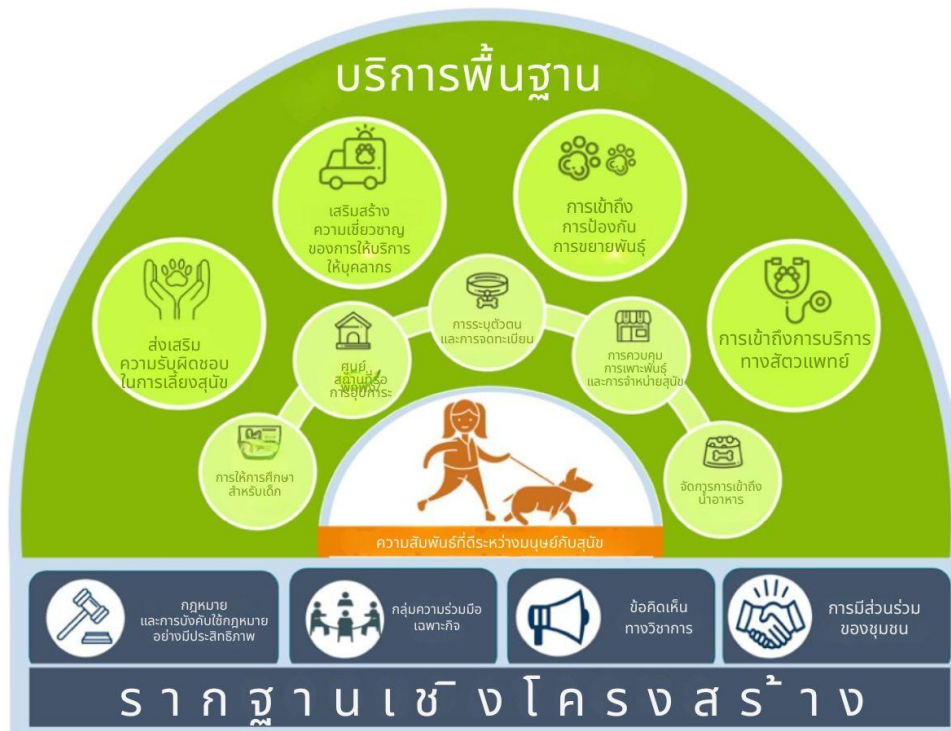 บริการพื้นฐาน
เสริมสร้าง
ความเชี่ยวชาญ
ของการให้บริการ
ให้บุคลากร
การเข้าถึง
การป้องกัน
การขยายพันธุ์
ส่งเสริม
ความรับผิดชอบ
ในการเลี้ยงสุนัข
การเข้าถึงการบริการ
ทางสัตวแพทย์
ศูนย์
สถานที่รอ
การอุปการะ
การระบุตัวตน
และการจดทะเบียน
การควบคุม
การเพาะพันธุ์
และการจำหน่ายสุนัข
การให้การศึกษา
สำหรับเด็ก
จัดการการเข้าถึง
น้ำอาหาร
ความสัมพันธ์ที่ดีระหว่างมนุษย์กับสุนัข
กฎหมาย
และการบังคับใช้กฎหมาย
อย่างมีประสิทธิภาพ
กลุ่มความร่วมมือ
เฉพาะกิจ
ข้อคิดเห็น
ทางวิชาการ
การมีส่วนร่วม
ของชุมชน
รากฐานเชิงโครงสร้าง